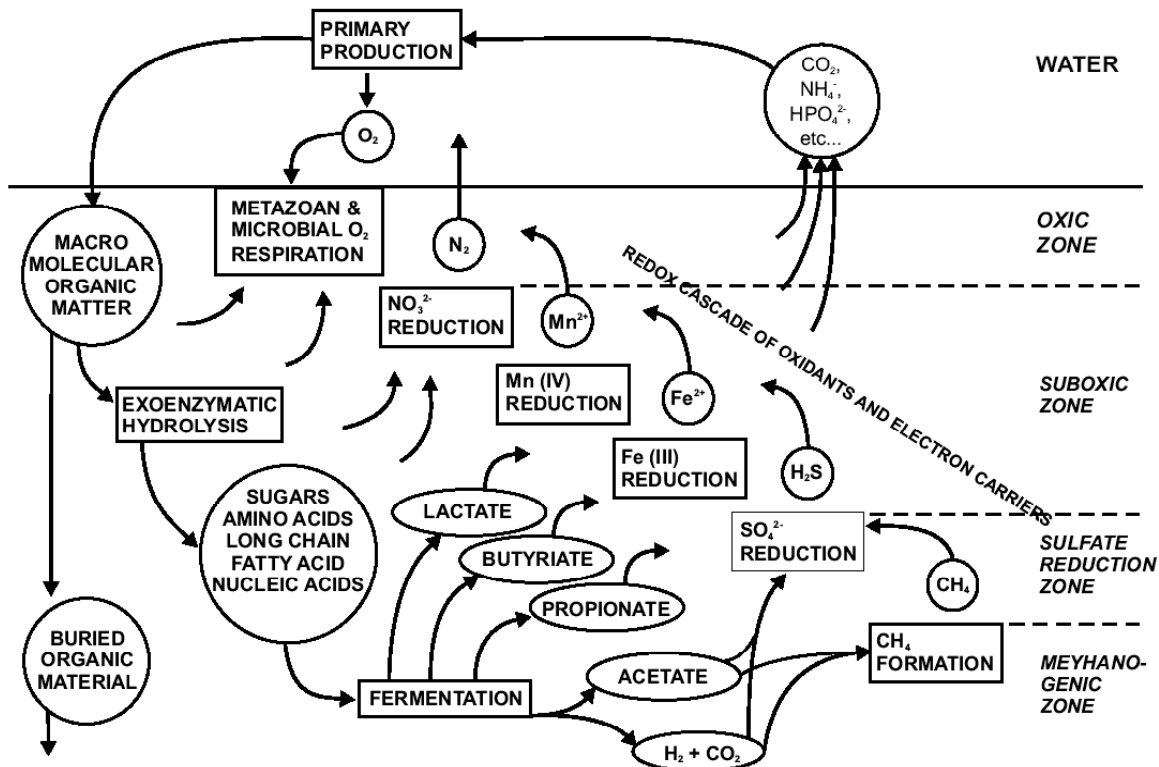 PRIMARY
PRODUCTION
CO₂,
NH₄⁻,
HPO₄²⁻,
etc...
WATER
O₂
METAZOAN &
MICROBIAL O₂
RESPIRATION
N₂
OXIC
ZONE
MACRO
MOLECULAR
ORGANIC
MATTER
REDOX CASCADE OF OXIDANTS AND ELECTRON CARRIERS
NO₃²⁻
REDUCTION
Mn²⁺
Mn (IV)
REDUCTION
Fe²⁺
SUBOXIC
ZONE
EXOENZYMATIC
HYDROLYSIS
Fe (III)
REDUCTION
H₂S
SUGARS
AMINO ACIDS
LONG CHAIN
FATTY ACID
NUCLEIC ACIDS
LACTATE
BUTYRIATE
PROPIONATE
SO₄²⁻
REDUCTION
CH₄
SULFATE
REDUCTION
ZONE
BURIED
ORGANIC
MATERIAL
FERMENTATION
ACETATE
H₂ + CO₂
CH₄
FORMATION
MEYHANO-
GENIC
ZONE